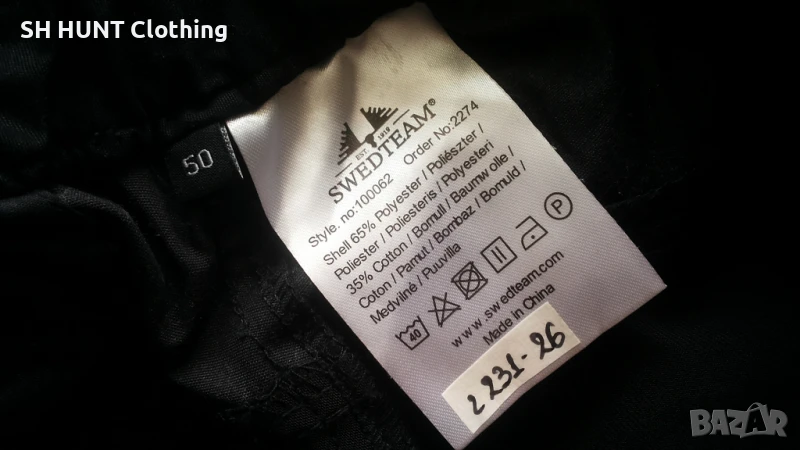 SH HUNT Clothing
50
EST. 1919
SWEDTEAM®
Style. no:100062 Order No:2274
Shell 65% Polyester / Poliészter /
Poliester / Poliesteris / Polyesteri
35% Cotton / Bomull / Baumwolle /
Coton / Pamut / Bombaz / Bomuld /
Medvilné / Puuvilla
40
P
www.swedteam.com
Made in China
2231-26
BAZAR